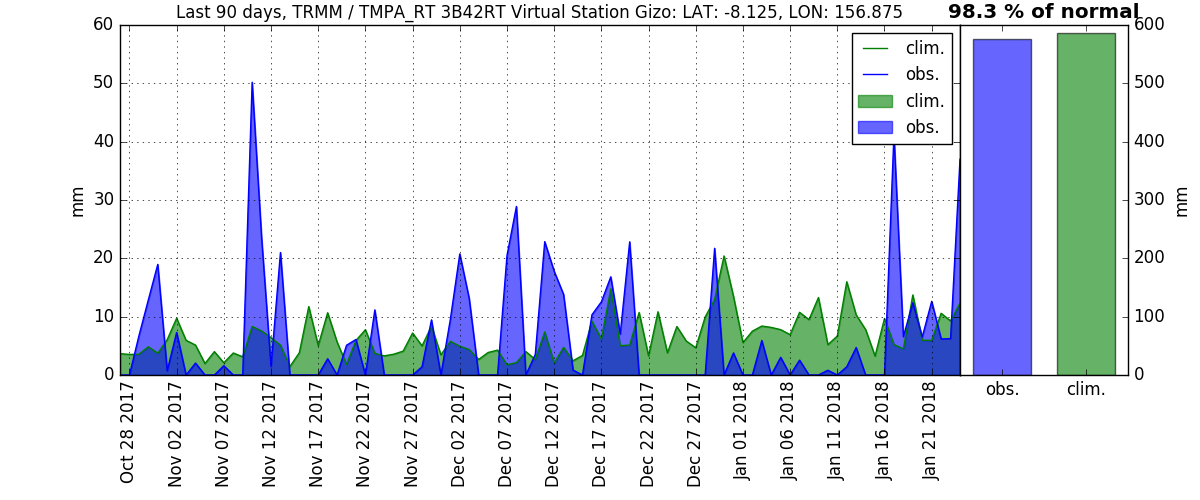 Last 90 days, TRMM / TMPA_RT 3B42RT Virtual Station Gizo: LAT: -8.125, LON: 156.875
98.3 % of normal
60
50
40
30
20
10
0
mm
clim.
obs.
clim.
obs.
600
500
400
300
200
100
0
mm
obs.
clim.
Oct 28 2017
Nov 02 2017
Nov 07 2017
Nov 12 2017
Nov 17 2017
Nov 22 2017
Nov 27 2017
Dec 02 2017
Dec 07 2017
Dec 12 2017
Dec 17 2017
Dec 22 2017
Dec 27 2017
Jan 01 2018
Jan 06 2018
Jan 11 2018
Jan 16 2018
Jan 21 2018